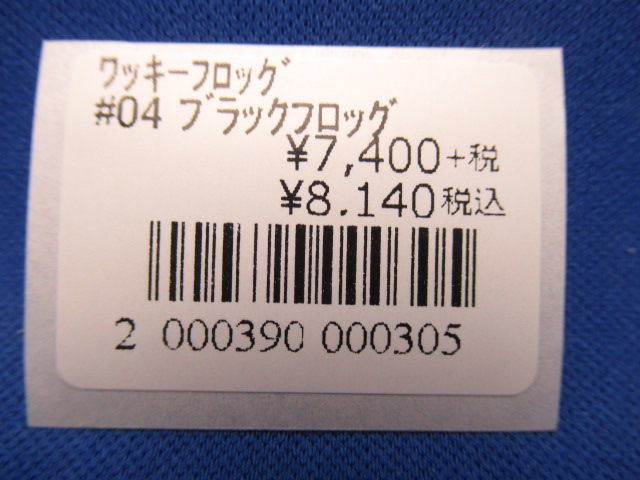 ワッキーフロッグ
#04 ブラックフロッグ
¥7,400+税
¥8.140税込
2 000390 000305